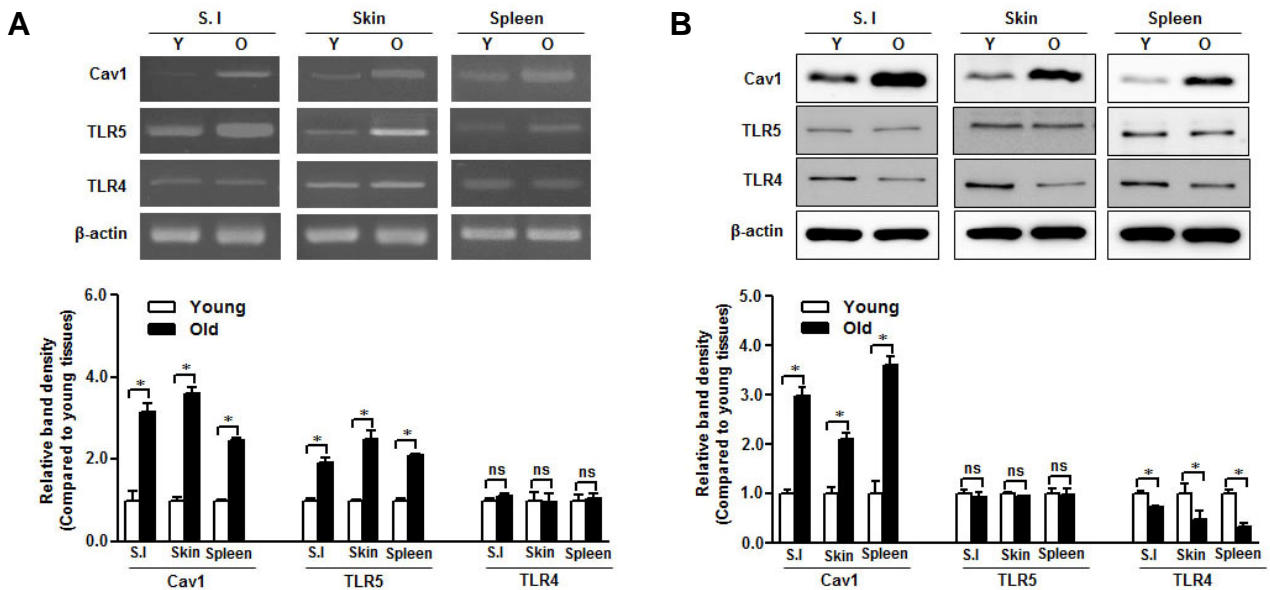 A
S. I Skin Spleen
Y O Y O Y O
Cav1
TLR5
TLR4
β-actin
6.0
4.0
2.0
0.0
Relative band density
(Compared to young tissues)
Young
Old
* * *
* * *
ns ns ns
S.I Skin Spleen S.I Skin Spleen S.I Skin Spleen
Cav1 TLR5 TLR4
B
S. I Skin Spleen
Y O Y O Y O
Cav1
TLR5
TLR4
β-actin
5.0
4.0
3.0
2.0
1.0
0.0
Relative band density
(Compared to young tissues)
Young
Old
* * *
ns ns ns
* * *
S.I Skin Spleen S.I Skin Spleen S.I Skin Spleen
Cav1 TLR5 TLR4